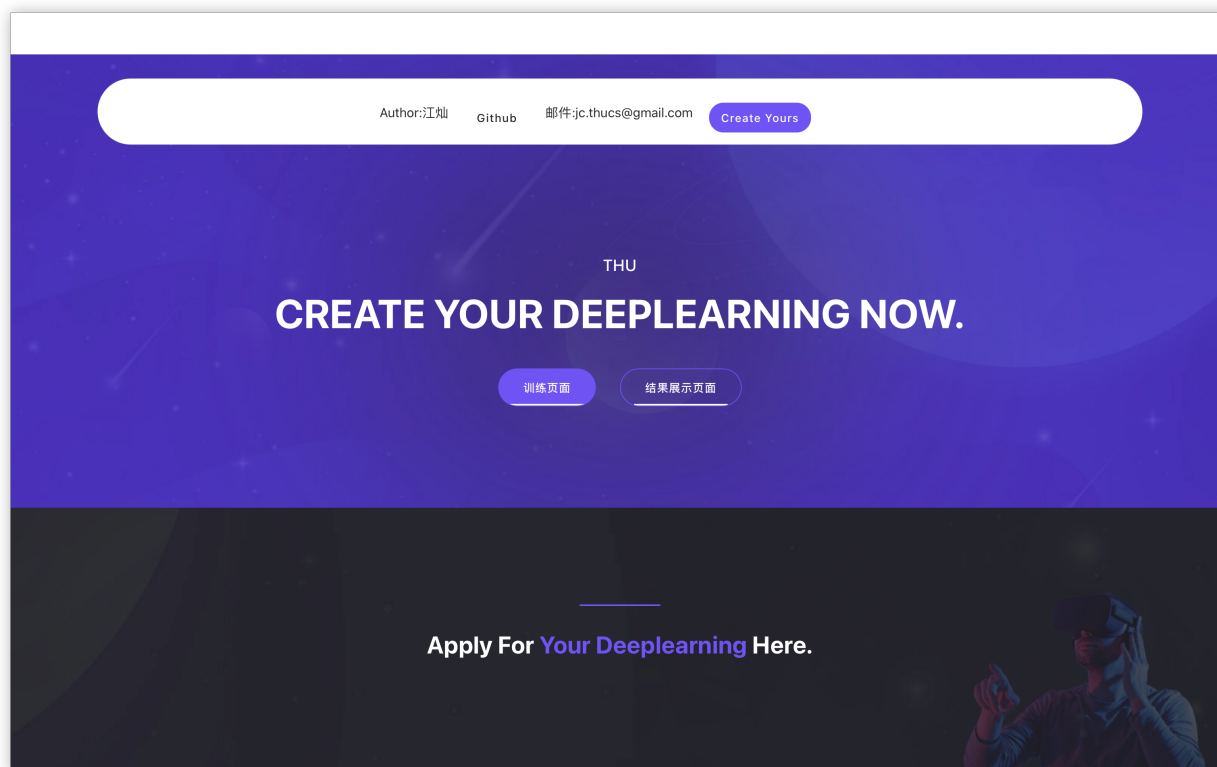 Author:江灿 Github 邮件:jc.thucs@gmail.com Create Yours
THU
CREATE YOUR DEEPLEARNING NOW.
训练页面 结果展示页面
Apply For Your Deeplearning Here.